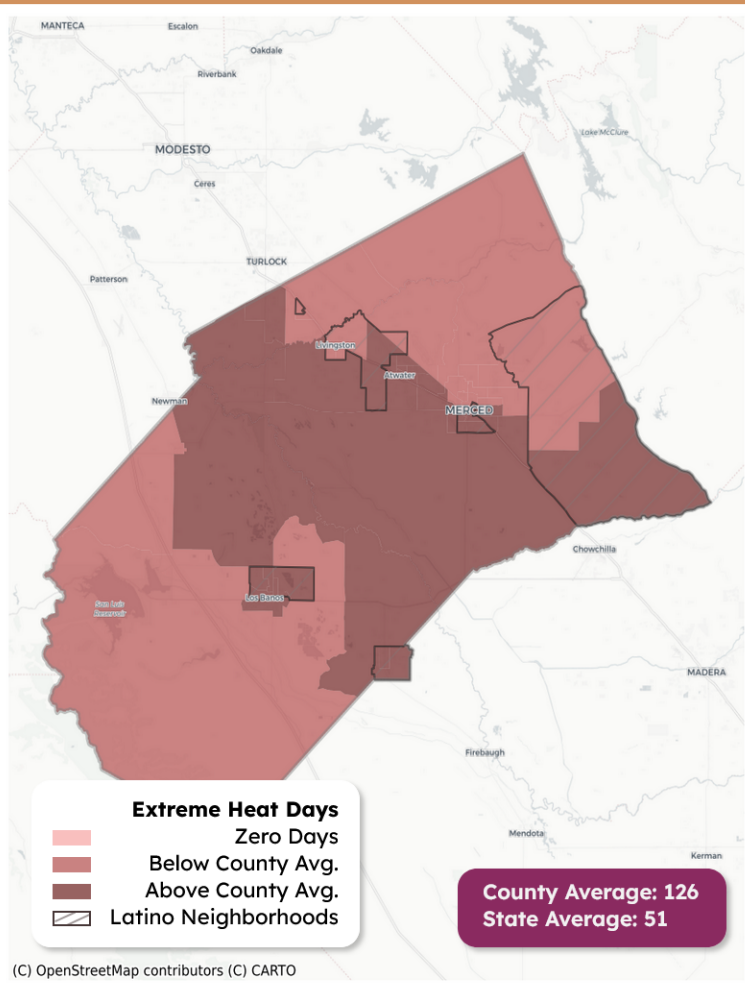 MANTECA
Escalon
Oakdale
Riverbank
Lake McClure
MODESTO
Ceres
TURLOCK
Patterson
Livingston
Atwater
Newman
MERCED
Chowchilla
Los Banos
San Luis
Reservoir
MADERA
Firebaugh
Mendota
Kerman
Extreme Heat Days
Zero Days
Below County Avg.
Above County Avg.
Latino Neighborhoods
County Average: 126
State Average: 51
(C) OpenStreetMap contributors (C) CARTO